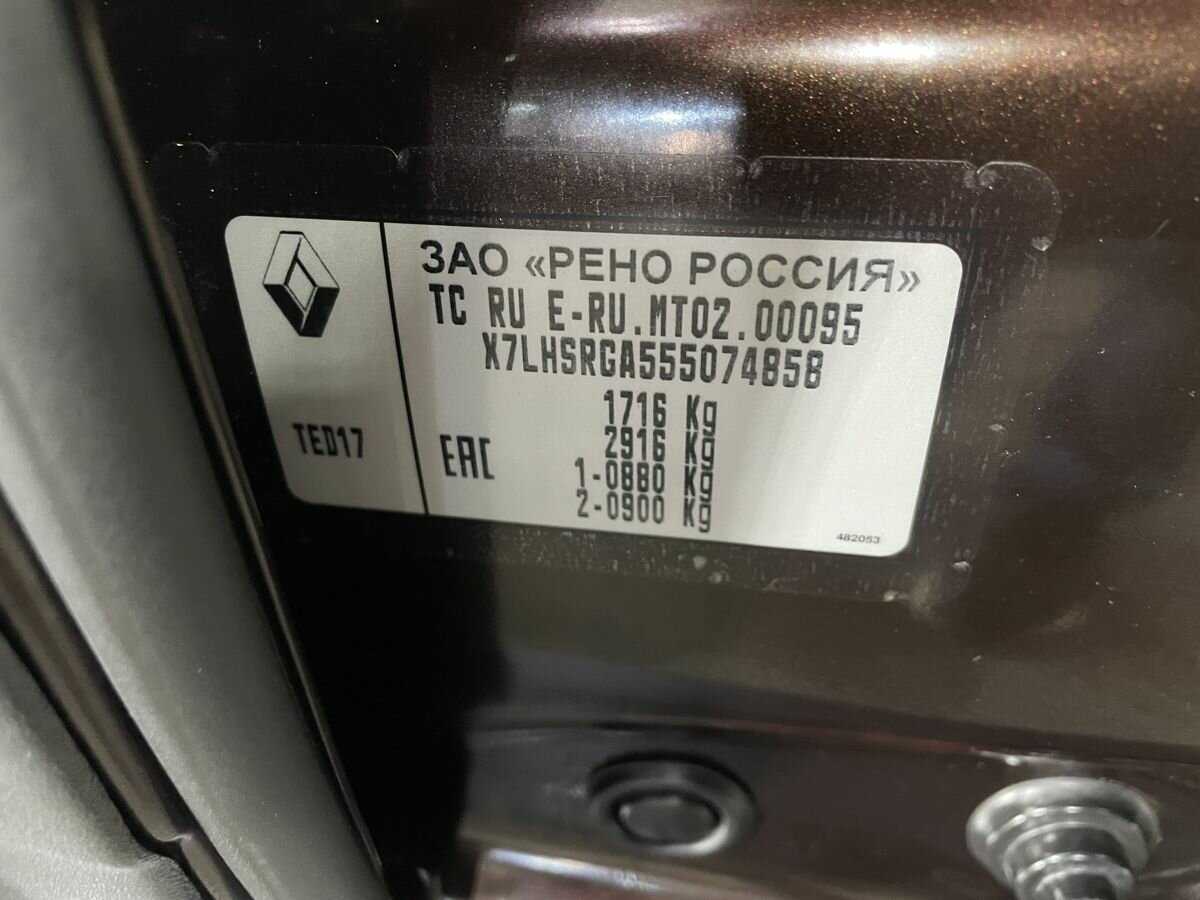 ЗАО «РЕНО РОССИЯ»
TC RU E-RU.MT02.00095
X7LHSRGA555074858
1716 Kg
2916 Kg
1-0880 Kg
2-0900 Kg
TED17
EAC
482053